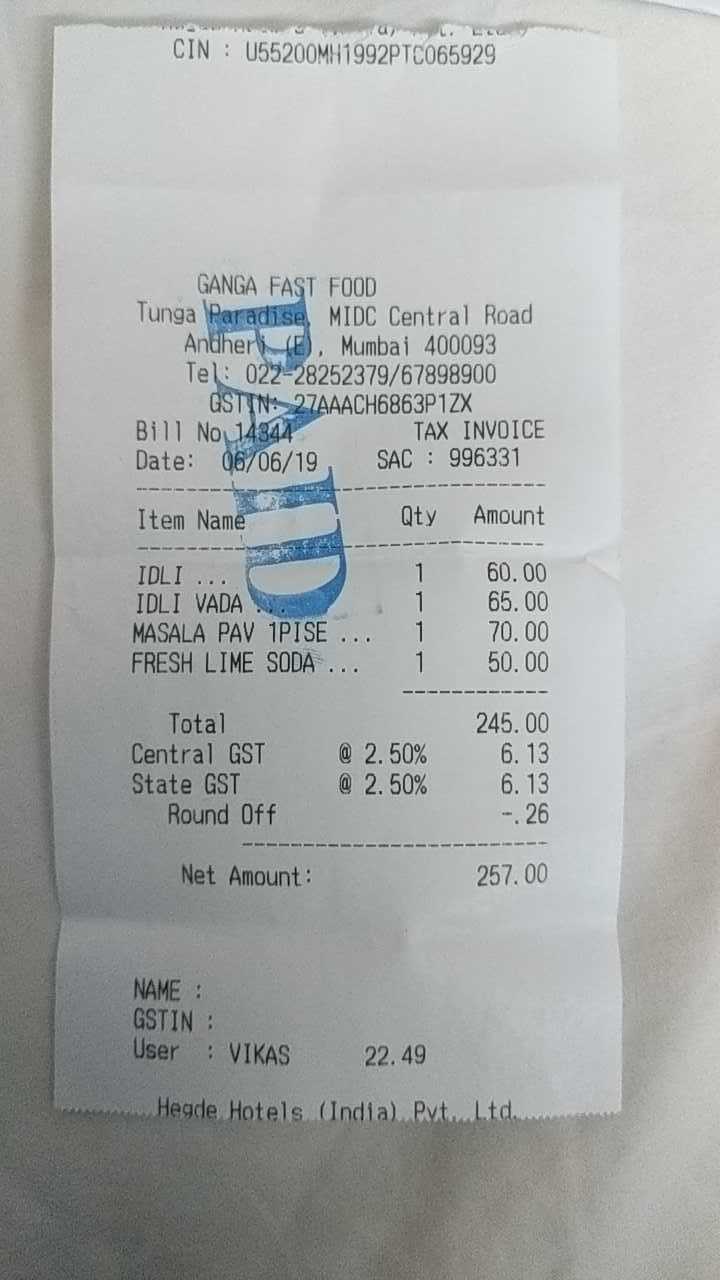 CIN : U55200MH1992PTC065929
GANGA FAST FOOD
Tunga Paradise, MIDC Central Road
Andheri (E), Mumbai 400093
Tel: 022-28252379/67898900
GSTIN: 27AAACH6863P1ZX
Bill No 14344 TAX INVOICE
Date: 06/06/19 SAC : 996331
Item Name Qty Amount
IDLI ... 1 60.00
IDLI VADA ... 1 65.00
MASALA PAV 1PISE ... 1 70.00
FRESH LIME SODA ... 1 50.00
Total 245.00
Central GST @ 2.50% 6.13
State GST @ 2.50% 6.13
Round Off -.26
Net Amount: 257.00
NAME :
GSTIN :
User : VIKAS 22.49
Hegde Hotels (India) Pvt. Ltd.
PAID